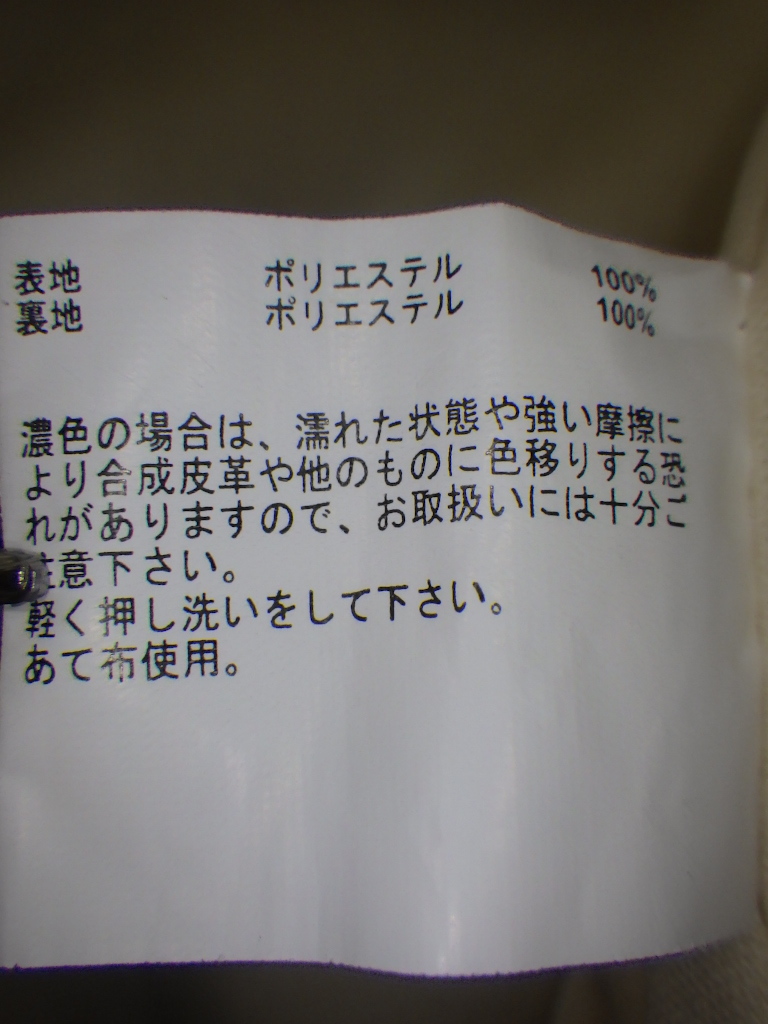 表地 ポリエステル 100%
裏地 ポリエステル 100%
濃色の場合は、濡れた状態や強い摩擦に
より合成皮革や他のものに色移りする恐
れがありますので、お取扱いには十分ご
注意下さい。
軽く押し洗いをして下さい。
あて布使用。